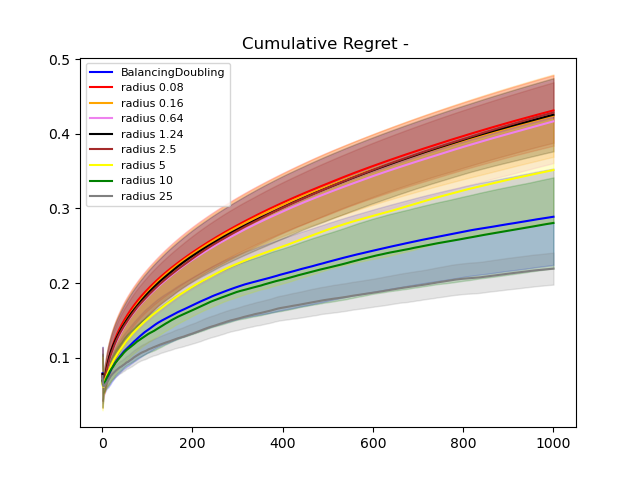 Cumulative Regret -
0.5
0.4
0.3
0.2
0.1
BalancingDoubling
radius 0.08
radius 0.16
radius 0.64
radius 1.24
radius 2.5
radius 5
radius 10
radius 25
0 200 400 600 800 1000